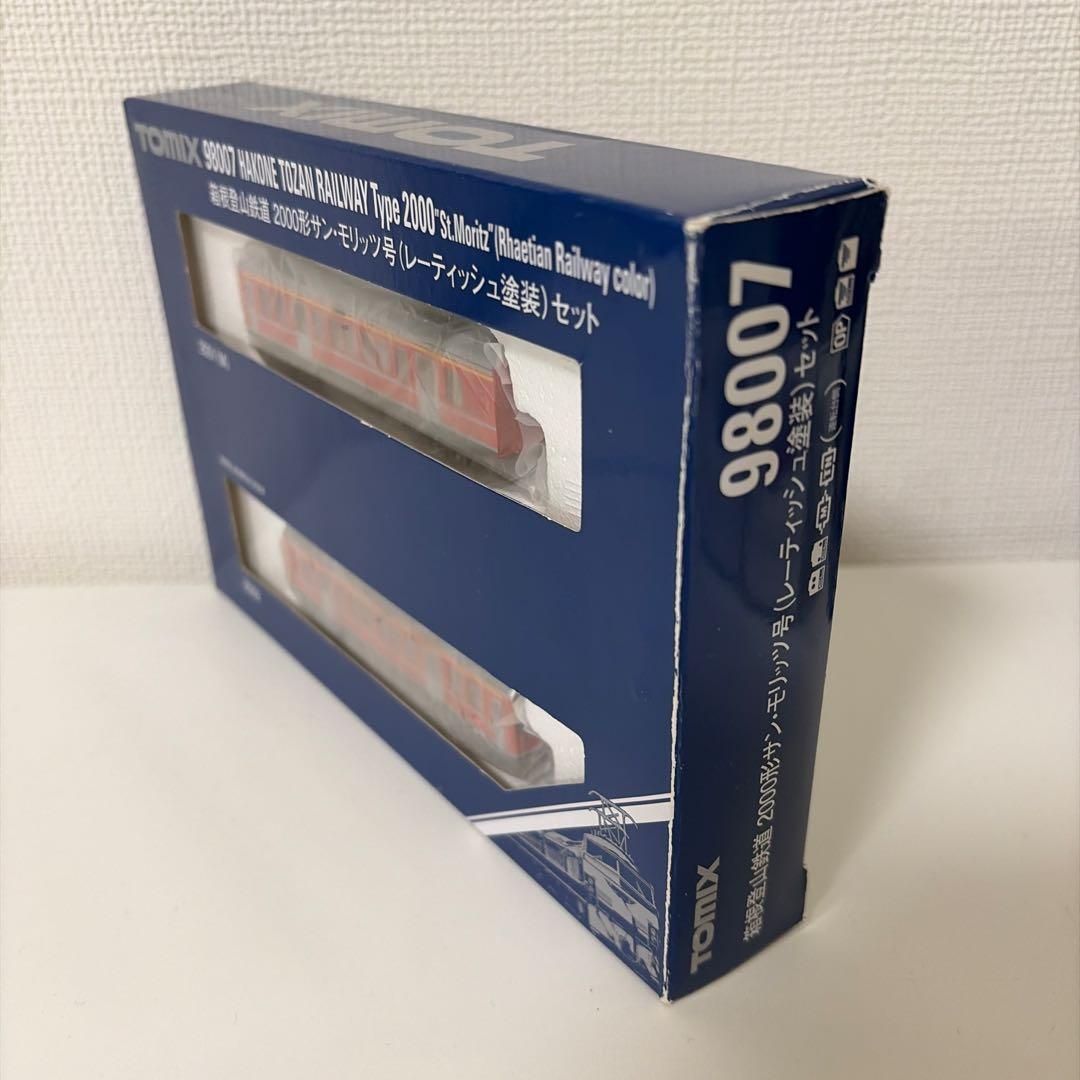 TOMIX
TOMIX 98007 HAKONE TOZAN RAILWAY Type 2000"St.Moritz"(Rhaetian Railway color)
箱根登山鉄道 2000形サン・モリッツ号(レーティッシュ塗装)セット
98007
TOMIX 箱根登山鉄道 2000形サン・モリッツ号(レーティッシュ塗装)セット
M T OP